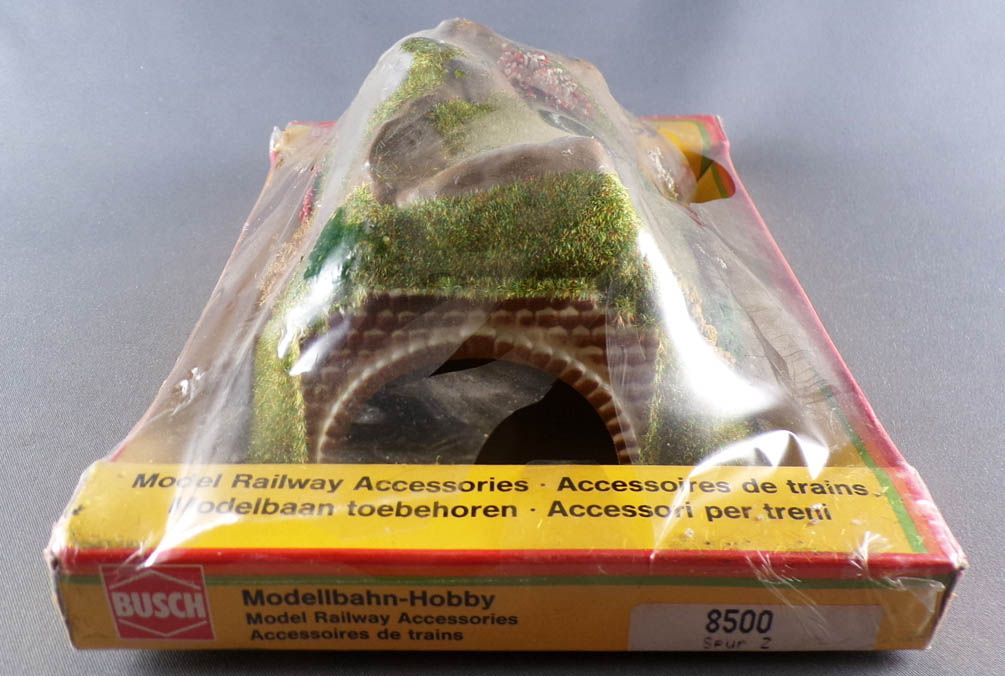 Model Railway Accessories · Accessoires de trains
Modelbaan toebehoren · Accessori per treni
BUSCH
Modellbahn-Hobby
Model Railway Accessories
Accessoires de trains
8500
Spur Z